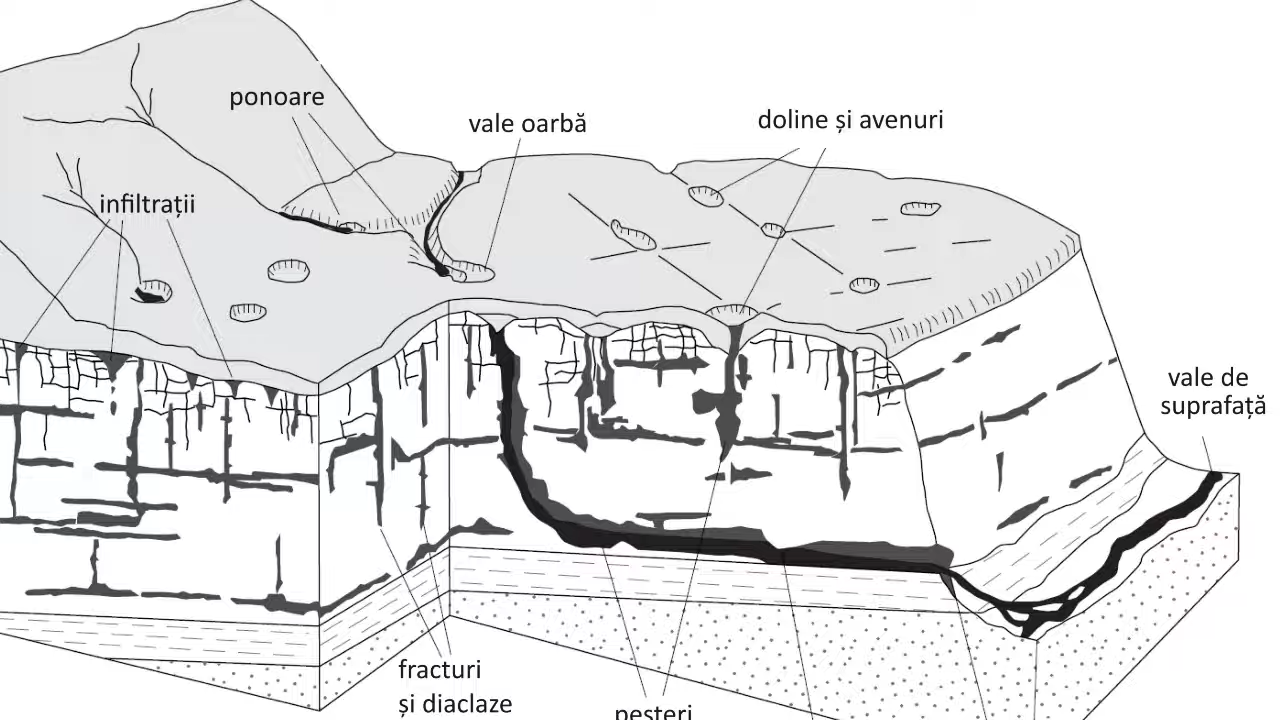 ponoare
vale oarbă
doline și avenuri
infiltrații
vale de
suprafață
fracturi
și diaclaze
peșteri